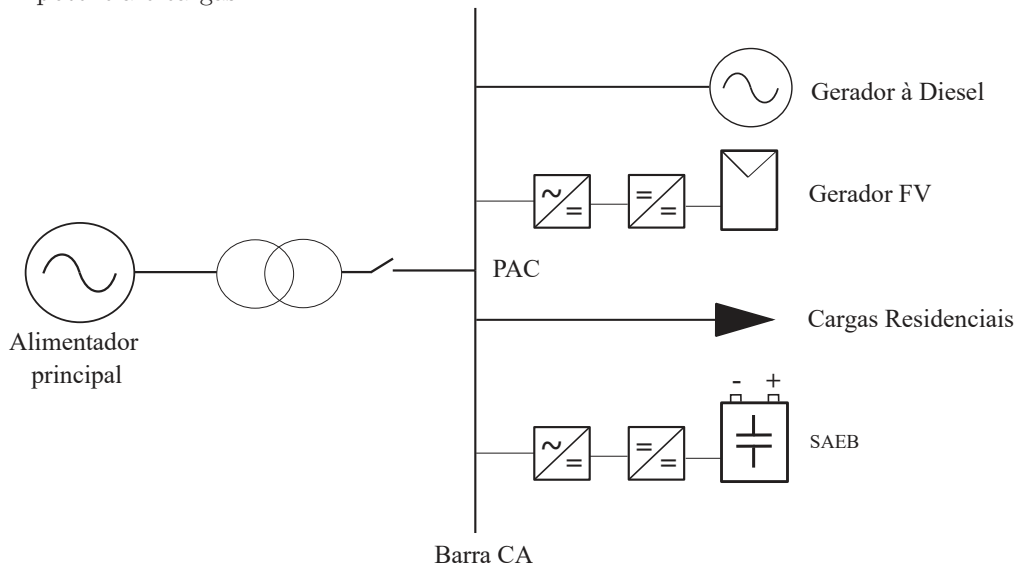 Gerador à Diesel
Gerador FV
PAC
Alimentador
principal
Cargas Residenciais
- +
SAEB
Barra CA